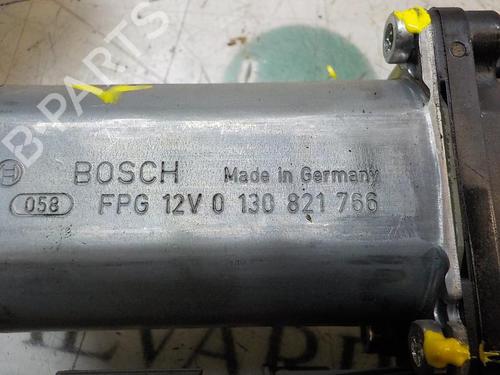 B-PARTS
BOSCH Made in Germany
058 FPG 12V 0 130 821 766